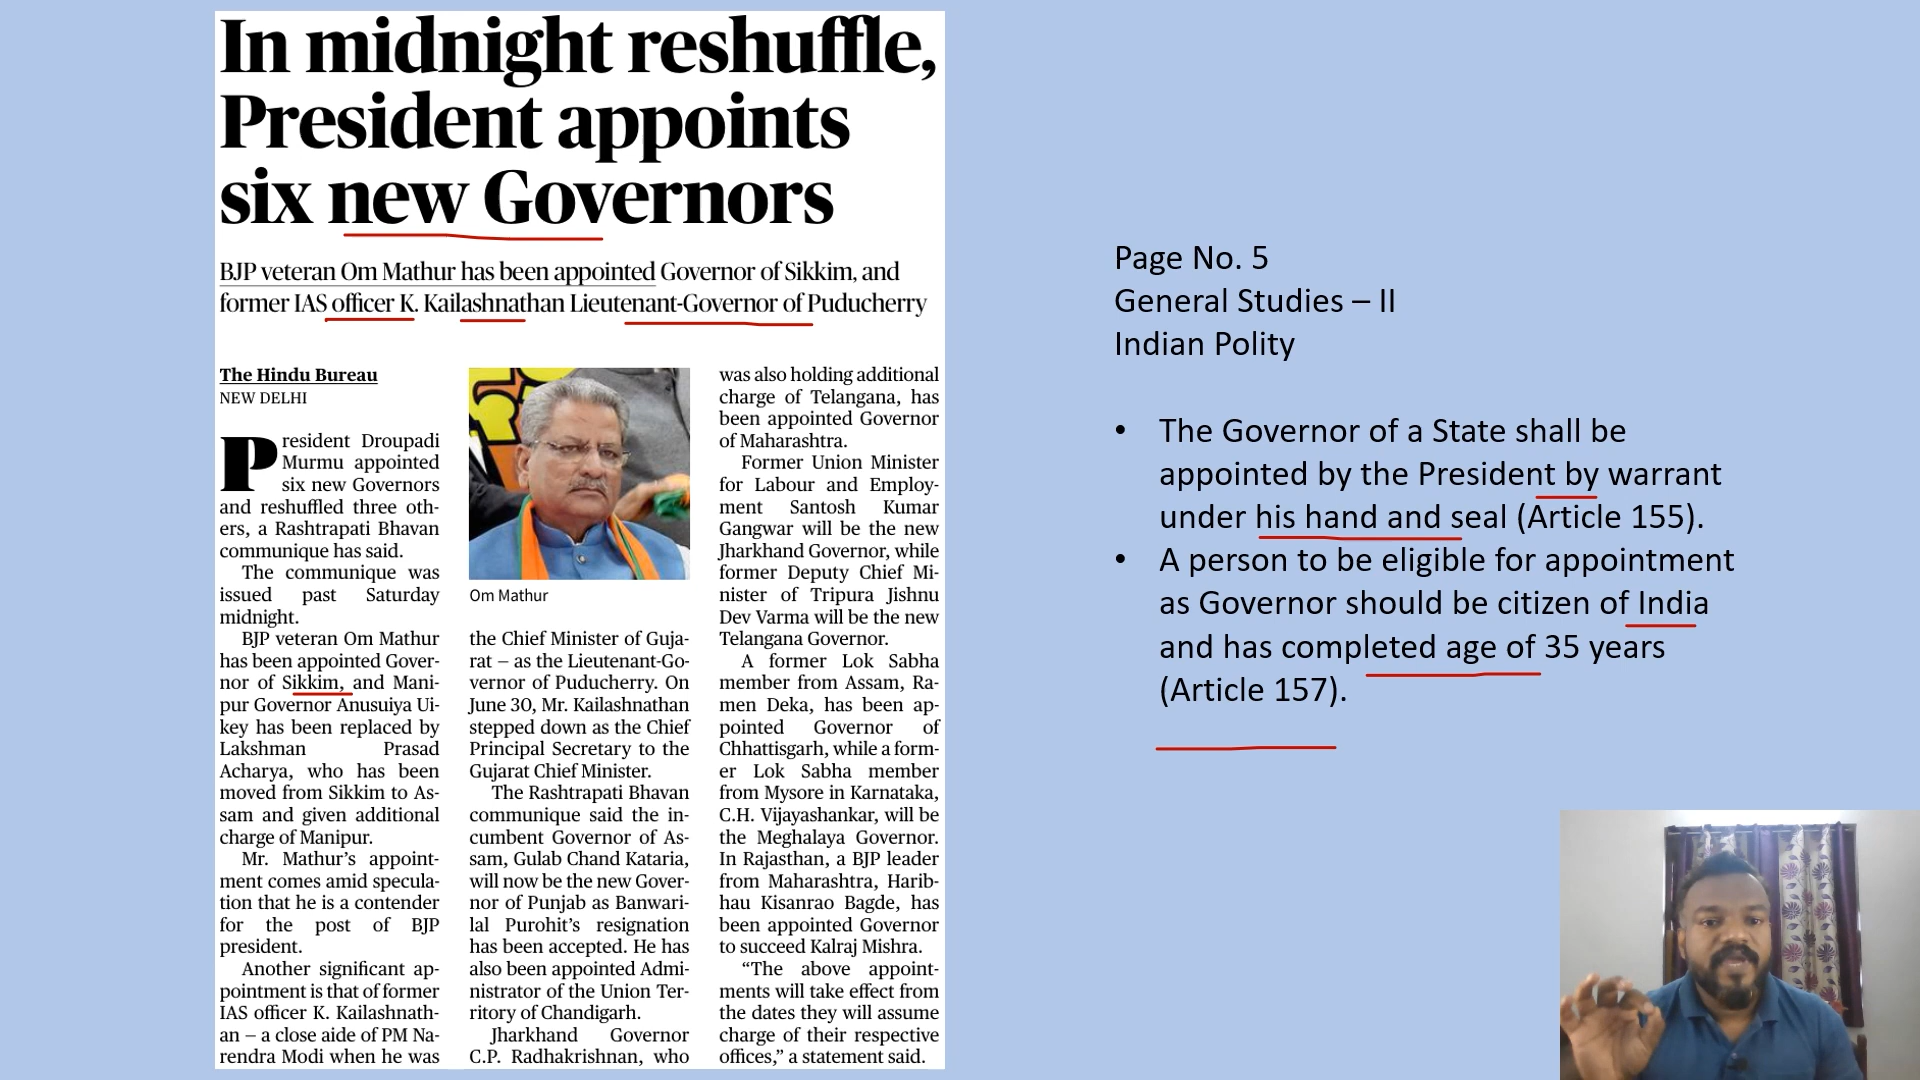 In midnight reshuffle,
President appoints
six new Governors
BJP veteran Om Mathur has been appointed Governor of Sikkim, and
former IAS officer K. Kailashnathan Lieutenant-Governor of Puducherry
The Hindu Bureau
NEW DELHI
President Droupadi
Murmu appointed
six new Governors
and reshuffled three oth-
ers, a Rashtrapati Bhavan
communique has said.
The communique was
issued past Saturday
midnight.
BJP veteran Om Mathur
has been appointed Gover-
nor of Sikkim, and Mani-
pur Governor Anusuiya Ui-
key has been replaced by
Lakshman Prasad
Acharya, who has been
moved from Sikkim to As-
sam and given additional
charge of Manipur.
Mr. Mathur's appoint-
ment comes amid specula-
tion that he is a contender
for the post of BJP
president.
Another significant ap-
pointment is that of former
IAS officer K. Kailashnath-
an – a close aide of PM Na-
rendra Modi when he was
Om Mathur
the Chief Minister of Guja-
rat – as the Lieutenant-Go-
vernor of Puducherry. On
June 30, Mr. Kailashnathan
stepped down as the Chief
Principal Secretary to the
Gujarat Chief Minister.
The Rashtrapati Bhavan
communique said the in-
cumbent Governor of As-
sam, Gulab Chand Kataria,
will now be the new Gover-
nor of Punjab as Banwari-
lal Purohit's resignation
has been accepted. He has
also been appointed Admi-
nistrator of the Union Ter-
ritory of Chandigarh.
Jharkhand Governor
C.P. Radhakrishnan, who
was also holding additional
charge of Telangana, has
been appointed Governor
of Maharashtra.
Former Union Minister
for Labour and Employ-
ment Santosh Kumar
Gangwar will be the new
Jharkhand Governor, while
former Deputy Chief Mi-
nister of Tripura Jishnu
Dev Varma will be the new
Telangana Governor.
A former Lok Sabha
member from Assam, Ra-
men Deka, has been ap-
pointed Governor of
Chhattisgarh, while a form-
er Lok Sabha member
from Mysore in Karnataka,
C.H. Vijayashankar, will be
the Meghalaya Governor.
In Rajasthan, a BJP leader
from Maharashtra, Harib-
hau Kisanrao Bagde, has
been appointed Governor
to succeed Kalraj Mishra.
“The above appoint-
ments will take effect from
the dates they will assume
charge of their respective
offices,” a statement said.
Page No. 5
General Studies – II
Indian Polity
• The Governor of a State shall be
appointed by the President by warrant
under his hand and seal (Article 155).
• A person to be eligible for appointment
as Governor should be citizen of India
and has completed age of 35 years
(Article 157).